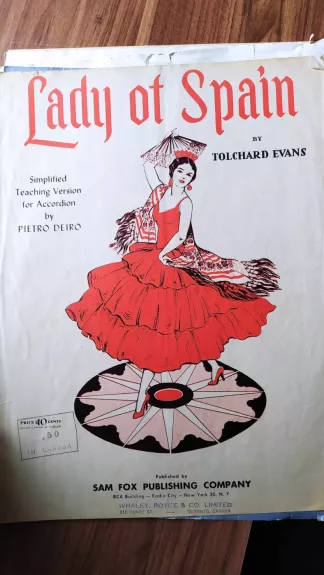 Lady of Spain
BY
TOLCHARD EVANS
Simplified
Teaching Version
for Accordion
by
PIETRO DEIRO
PRICE 40 CENTS
.50
IN CANADA
Published by
SAM FOX PUBLISHING COMPANY
RCA Building — Radio City — New York 20, N. Y.
WHALEY, ROYCE & CO. LIMITED
TORONTO, CANADA